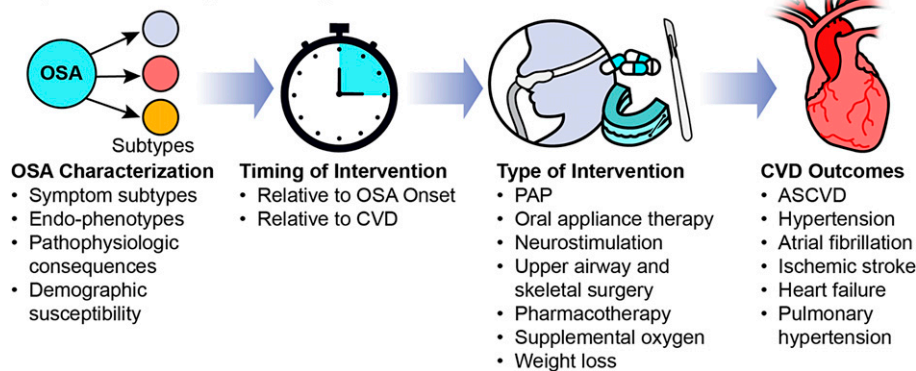 OSA
Subtypes
OSA Characterization
• Symptom subtypes
• Endo-phenotypes
• Pathophysiologic
consequences
• Demographic
susceptibility
Timing of Intervention
• Relative to OSA Onset
• Relative to CVD
Type of Intervention
• PAP
• Oral appliance therapy
• Neurostimulation
• Upper airway and
skeletal surgery
• Pharmacotherapy
• Supplemental oxygen
• Weight loss
CVD Outcomes
• ASCVD
• Hypertension
• Atrial fibrillation
• Ischemic stroke
• Heart failure
• Pulmonary
hypertension